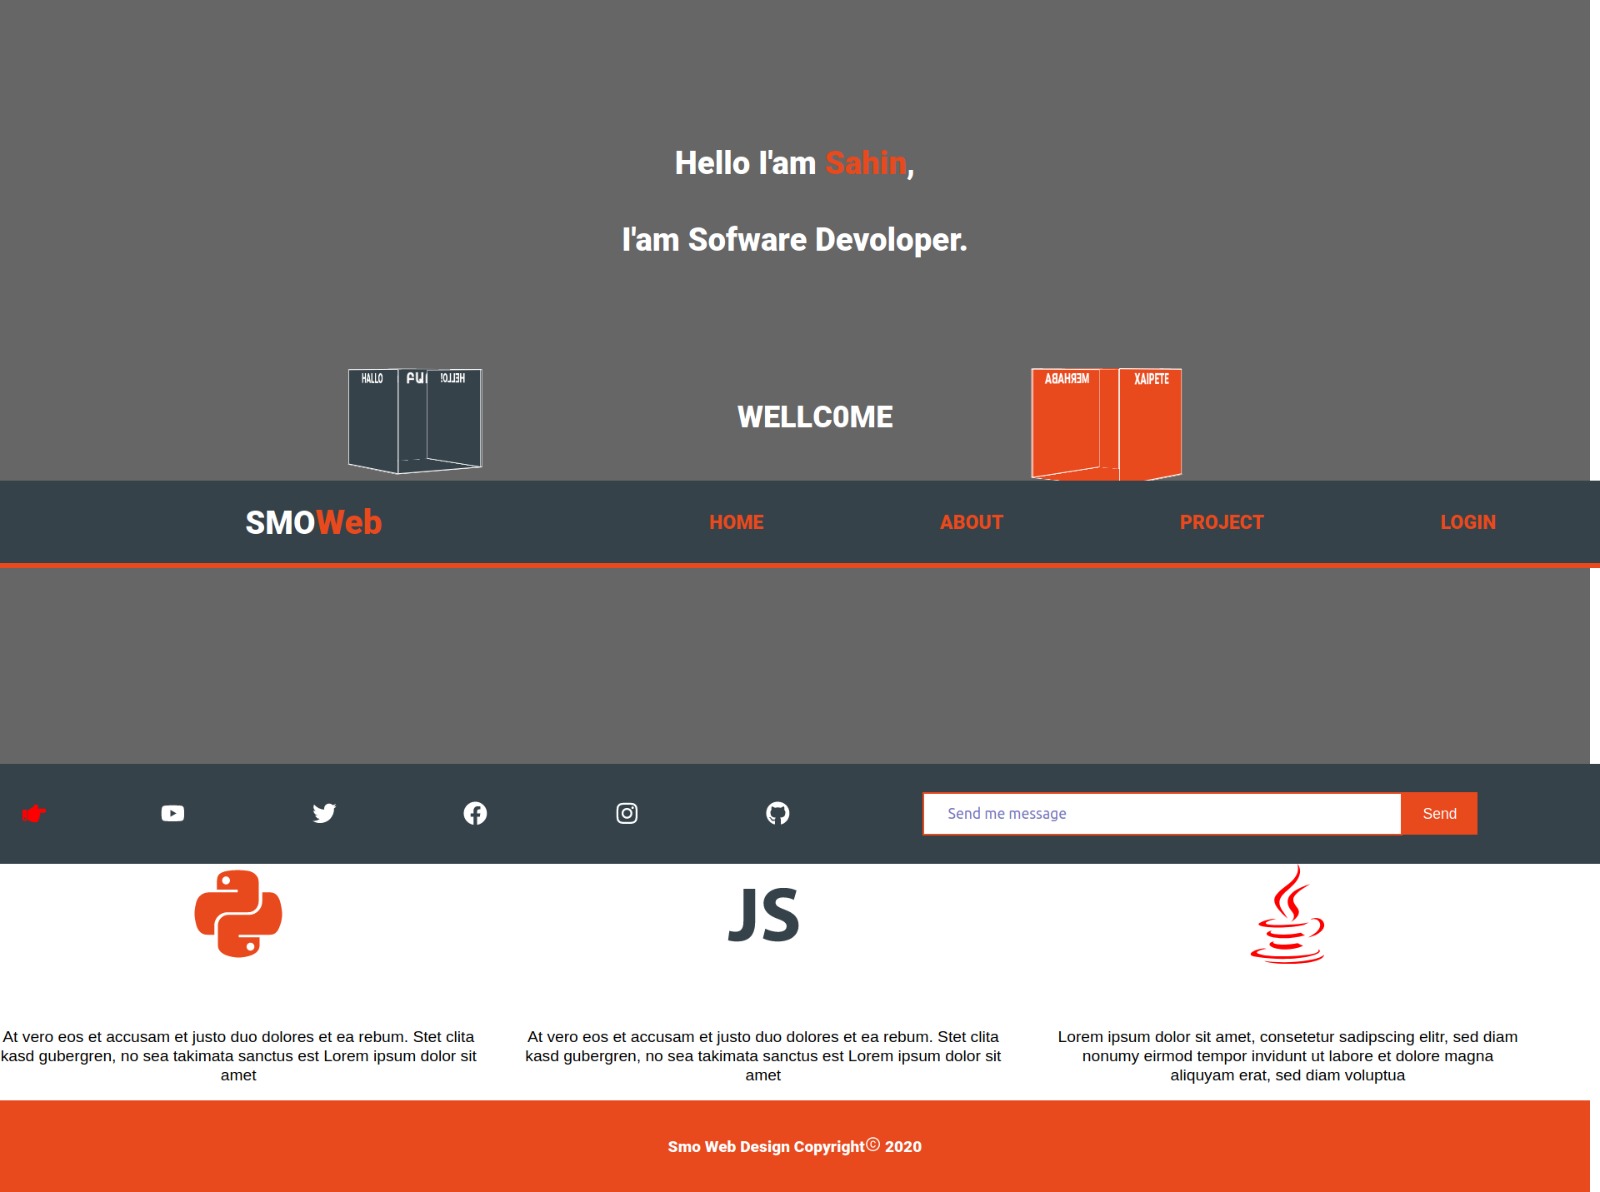 Hello I'am Sahin,
I'am Sofware Devoloper.
HALLO
HELLO!
MERHABA
XAIPETE
WELLC0ME
SMOWeb
HOME
ABOUT
PROJECT
LOGIN
Send me message
Send
JS
At vero eos et accusam et justo duo dolores et ea rebum. Stet clita
kasd gubergren, no sea takimata sanctus est Lorem ipsum dolor sit
amet
At vero eos et accusam et justo duo dolores et ea rebum. Stet clita
kasd gubergren, no sea takimata sanctus est Lorem ipsum dolor sit
amet
Lorem ipsum dolor sit amet, consetetur sadipscing elitr, sed diam
nonumy eirmod tempor invidunt ut labore et dolore magna
aliquyam erat, sed diam voluptua
Smo Web Design Copyright© 2020